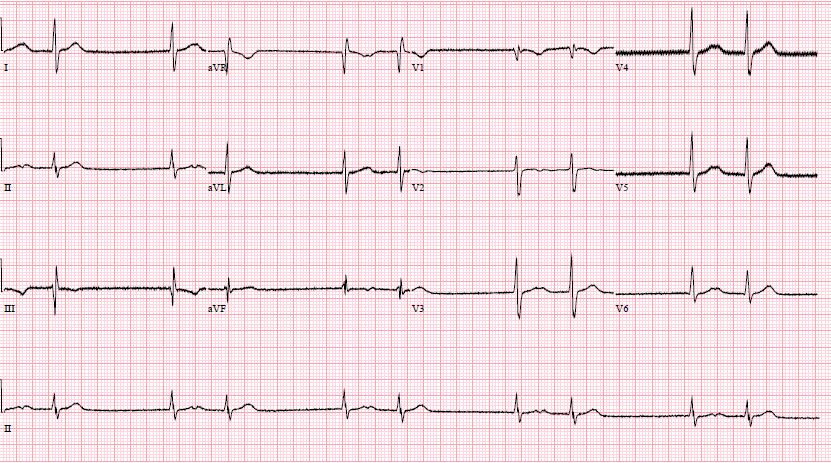 I aVR V1 V4
II aVL V2 V5
III aVF V3 V6
II